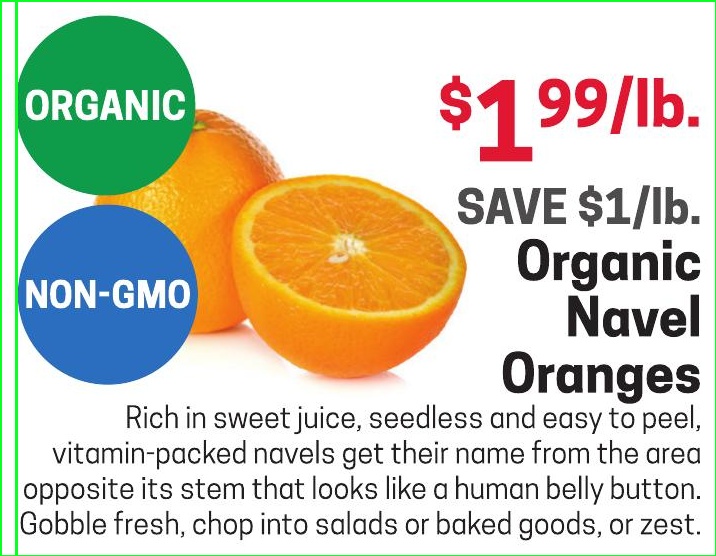 ORGANIC
NON-GMO
$1.99/lb.
SAVE $1/lb.
Organic
Navel
Oranges
Rich in sweet juice, seedless and easy to peel,
vitamin-packed navels get their name from the area
opposite its stem that looks like a human belly button.
Gobble fresh, chop into salads or baked goods, or zest.